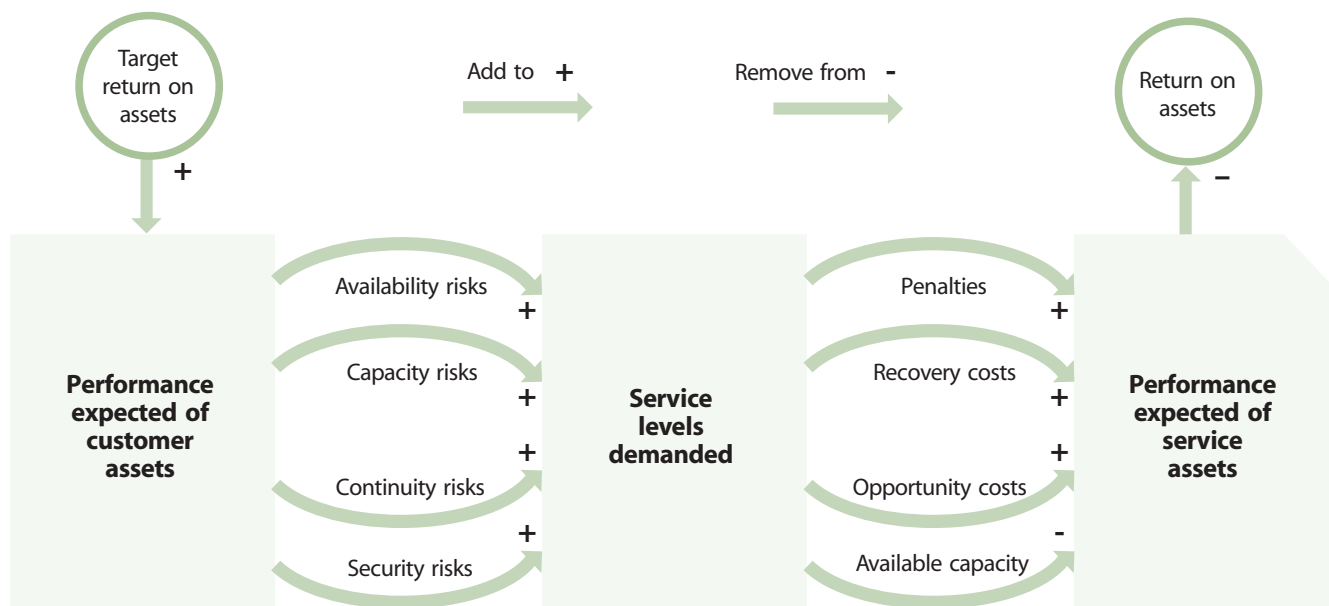 Target
return on
assets
+
Add to +
Remove from -
Return on
assets
–
Performance
expected of
customer
assets
Availability risks
+
Capacity risks
+
+
Continuity risks
+
Security risks
Service
levels
demanded
Penalties
+
Recovery costs
+
+
Opportunity costs
-
Available capacity
Performance
expected of
service
assets